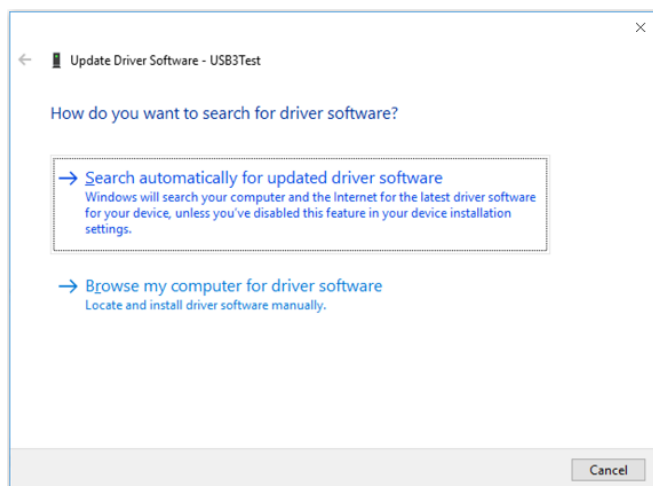 Update Driver Software - USB3Test
How do you want to search for driver software?
Search automatically for updated driver software
Windows will search your computer and the Internet for the latest driver software
for your device, unless you've disabled this feature in your device installation
settings.
Browse my computer for driver software
Locate and install driver software manually.
Cancel